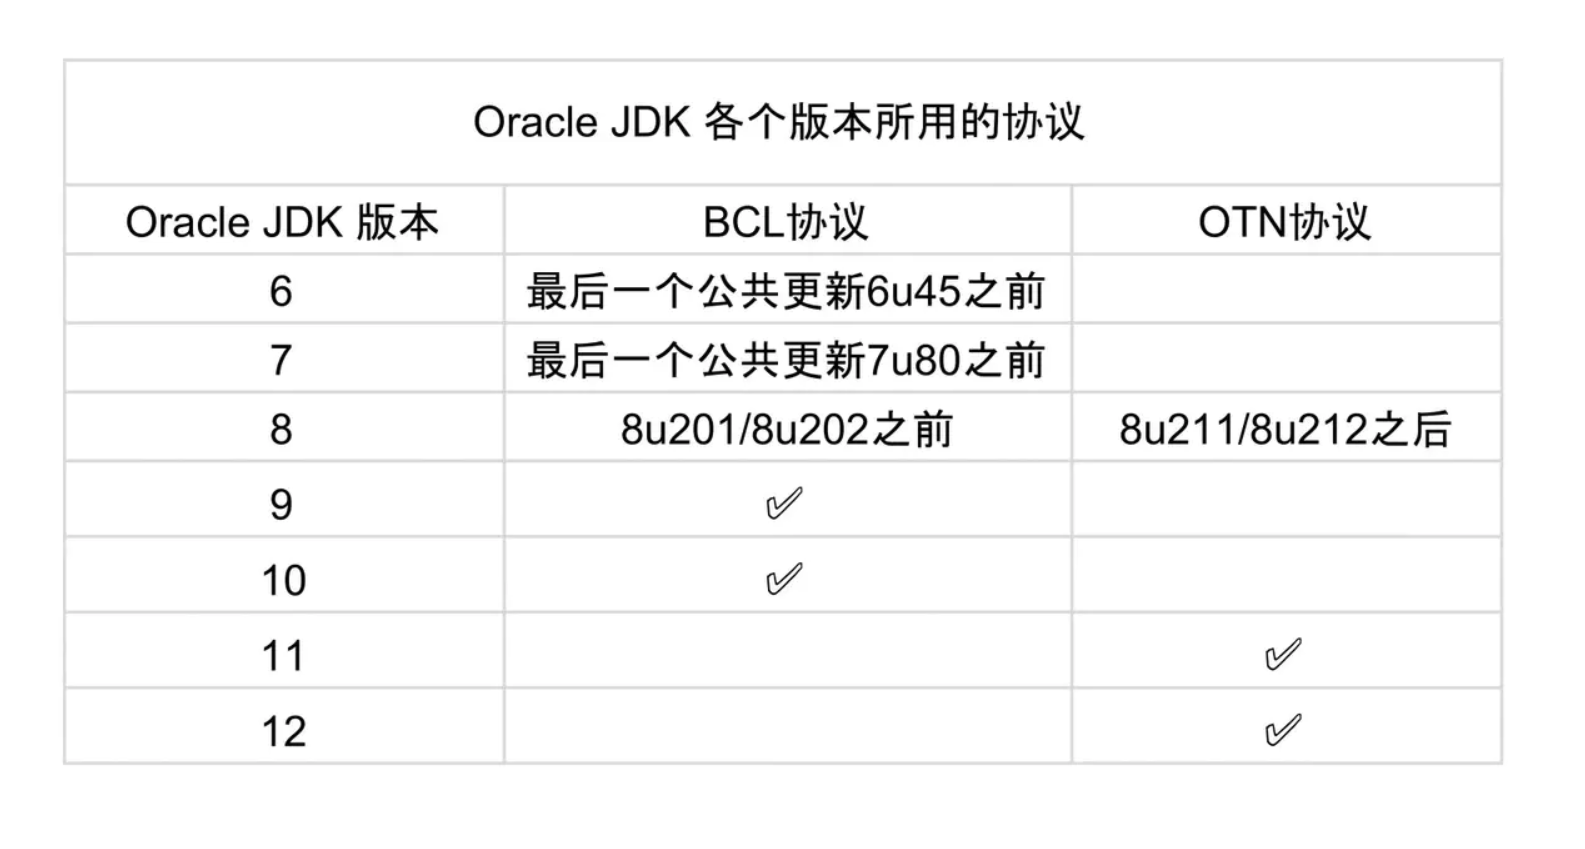 Oracle JDK 各个版本所用的协议
Oracle JDK 版本 BCL协议 OTN协议
6 最后一个公共更新6u45之前
7 最后一个公共更新7u80之前
8 8u201/8u202之前 8u211/8u212之后
9 ✓
10 ✓
11 ✓
12 ✓